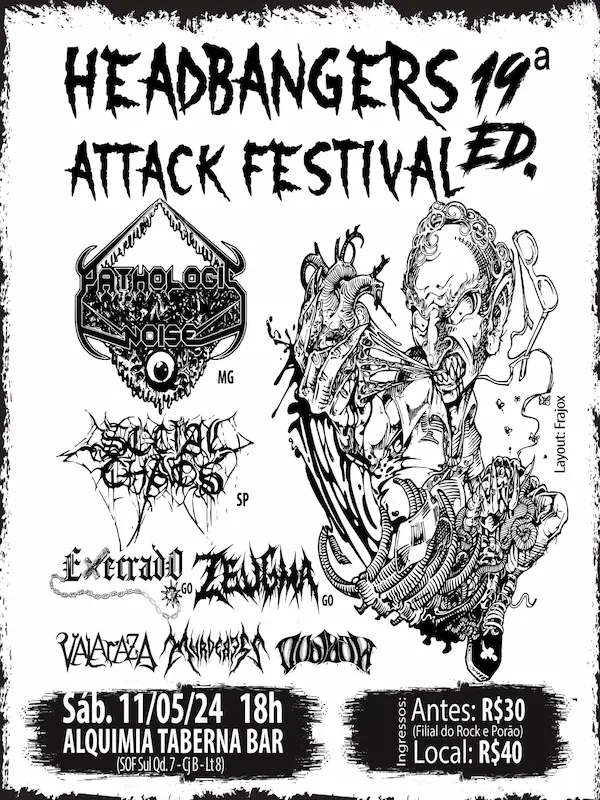 HEADBANGERS 19ª
ATTACK FESTIVAL ED.
PATHOLOGIC
NOISE
MG
SOCIAL
CHAOS
SP
Execrado
GO
ZEUGMA
GO
VALACRAZA
MURDERESS
Layout: Frajox
Sáb. 11/05/24 18h
ALQUIMIA TABERNA BAR
(SOF Sul Qd. 7 - Cj B - Lt 8)
Ingressos:
Antes: R$30
(Filial do Rock e Porão)
Local: R$40